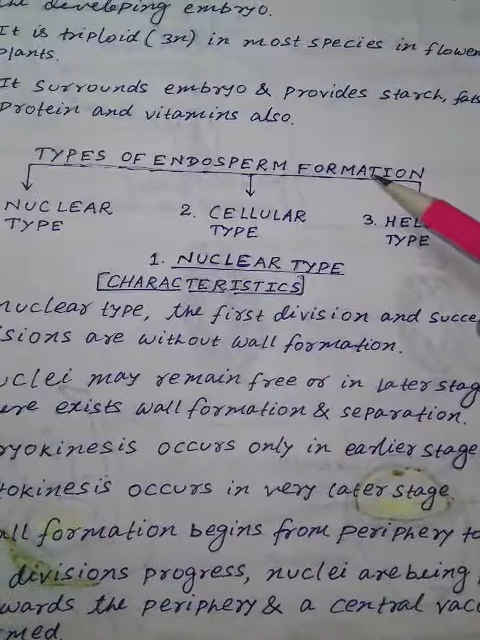 the developing embryo.
It is triploid (3n) in most species in flowe
plants.
It surrounds embryo & provides starch, fats
Protein and vitamins also.
TYPES OF ENDOSPERM FORMATION
NUCLEAR TYPE
2. CELLULAR TYPE
3. HEL TYPE
1. NUCLEAR TYPE
[CHARACTERISTICS]
nuclear type, the first division and succe
isions are without wall formation.
uclei may remain free or in later stag
ere exists wall formation & separation.
ryokinesis occurs only in earlier stage
tokinesis occurs in very later stage.
all formation begins from periphery to
divisions progress, nuclei are being
wards the periphery & a central vac
med.